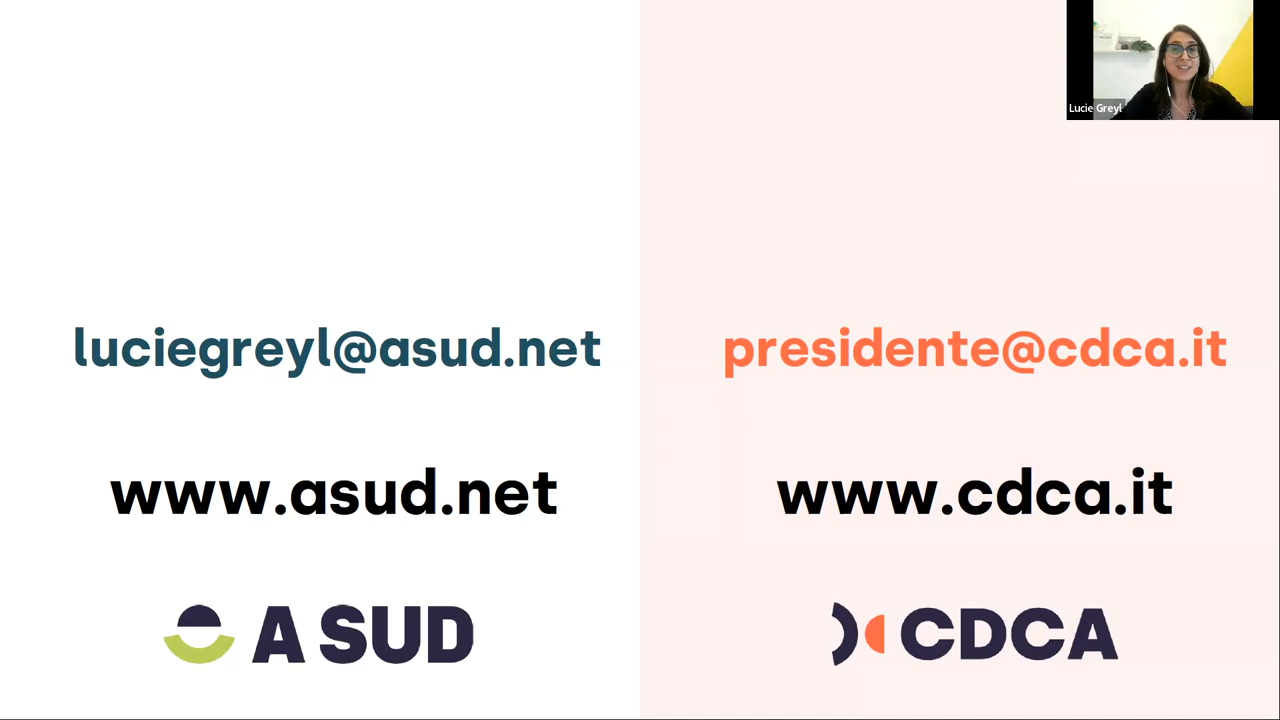 Lucie Greyl
luciegreyl@asud.net
www.asud.net
A SUD
presidente@cdca.it
www.cdca.it
CDCA